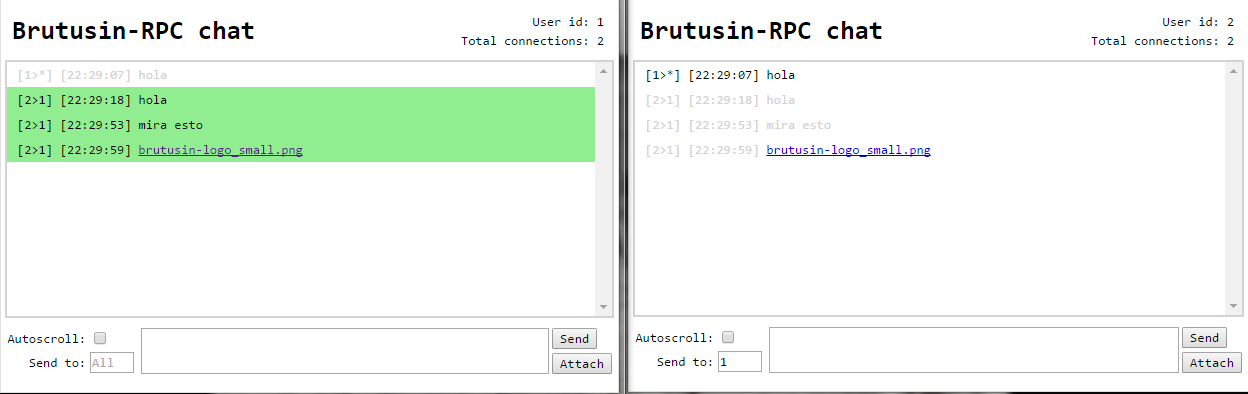 Brutusin-RPC chat
User id: 1
Total connections: 2
[1>*] [22:29:07] hola
[2>1] [22:29:18] hola
[2>1] [22:29:53] mira esto
[2>1] [22:29:59] brutusin-logo_small.png
Autoscroll:
Send
Send to: All
Attach
Brutusin-RPC chat
User id: 2
Total connections: 2
[1>*] [22:29:07] hola
[2>1] [22:29:18] hola
[2>1] [22:29:53] mira esto
[2>1] [22:29:59] brutusin-logo_small.png
Autoscroll:
Send
Send to: 1
Attach